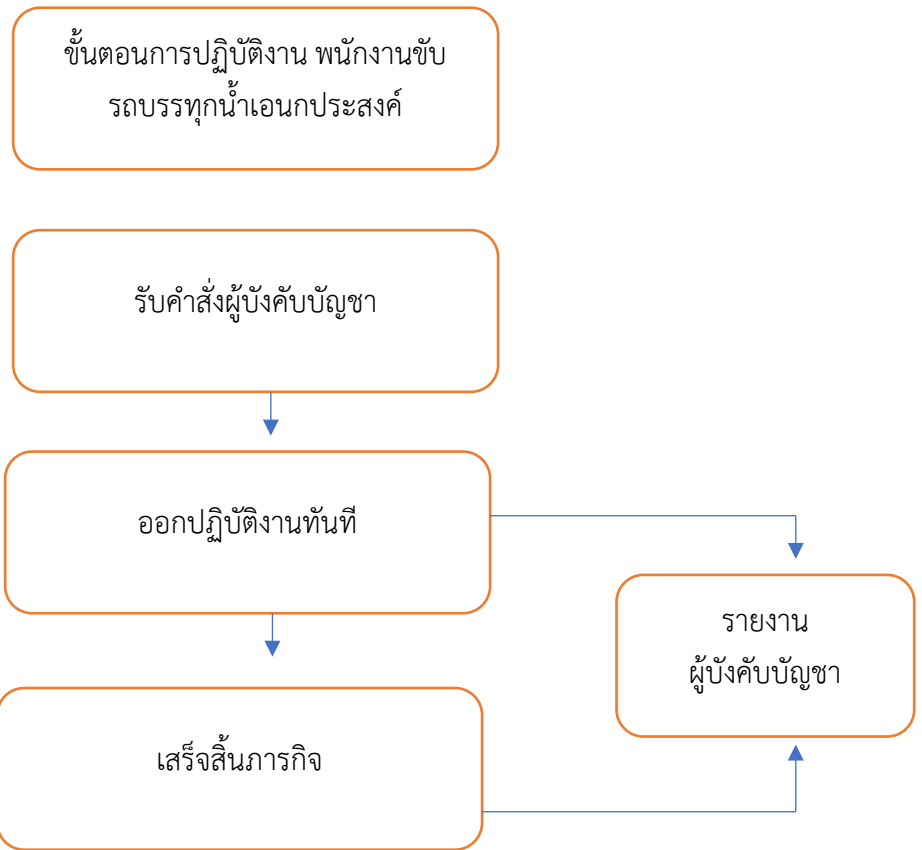 ขั้นตอนการปฏิบัติงาน พนักงานขับ
รถบรรทุกน้ำเอนกประสงค์
รับคำสั่งผู้บังคับบัญชา
ออกปฏิบัติงานทันที
รายงาน
ผู้บังคับบัญชา
เสร็จสิ้นภารกิจ